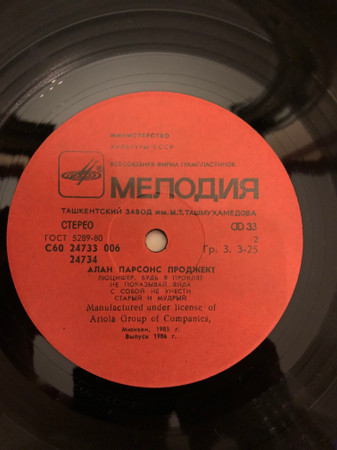 МИНИСТЕРСТВО
КУЛЬТУРЫ СССР
ВСЕСОЮЗНАЯ ФИРМА ГРАМПЛАСТИНОК
МЕЛОДИЯ
ТАШКЕНТСКИЙ ЗАВОД им. М.Т.ТАШМУХАМЕДОВА
СТЕРЕО 33
ГОСТ 5289-80 2
С60 24733 006 Гр. 3. 3-25
24734
АЛАН ПАРСОНС ПРОДЖЕКТ
ЛЮЦИФЕР. БУДЬ Я ПРОКЛЯТ
НЕ ПОКАЗЫВАЙ ВИДА
С СОБОЙ НЕ УНЕСТИ
СТАРЫЙ И МУДРЫЙ
Manufactured under license of
Ariola Group of Companies,
Мюнхен, 1985 г.
Выпуск 1986 г.